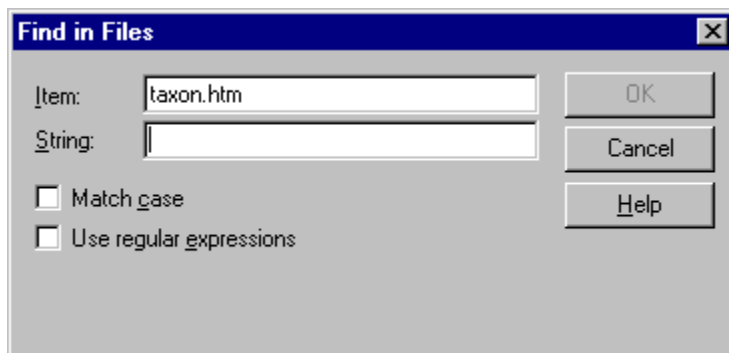 Find in Files
Item: taxon.htm OK
String: Cancel
Match case Help
Use regular expressions